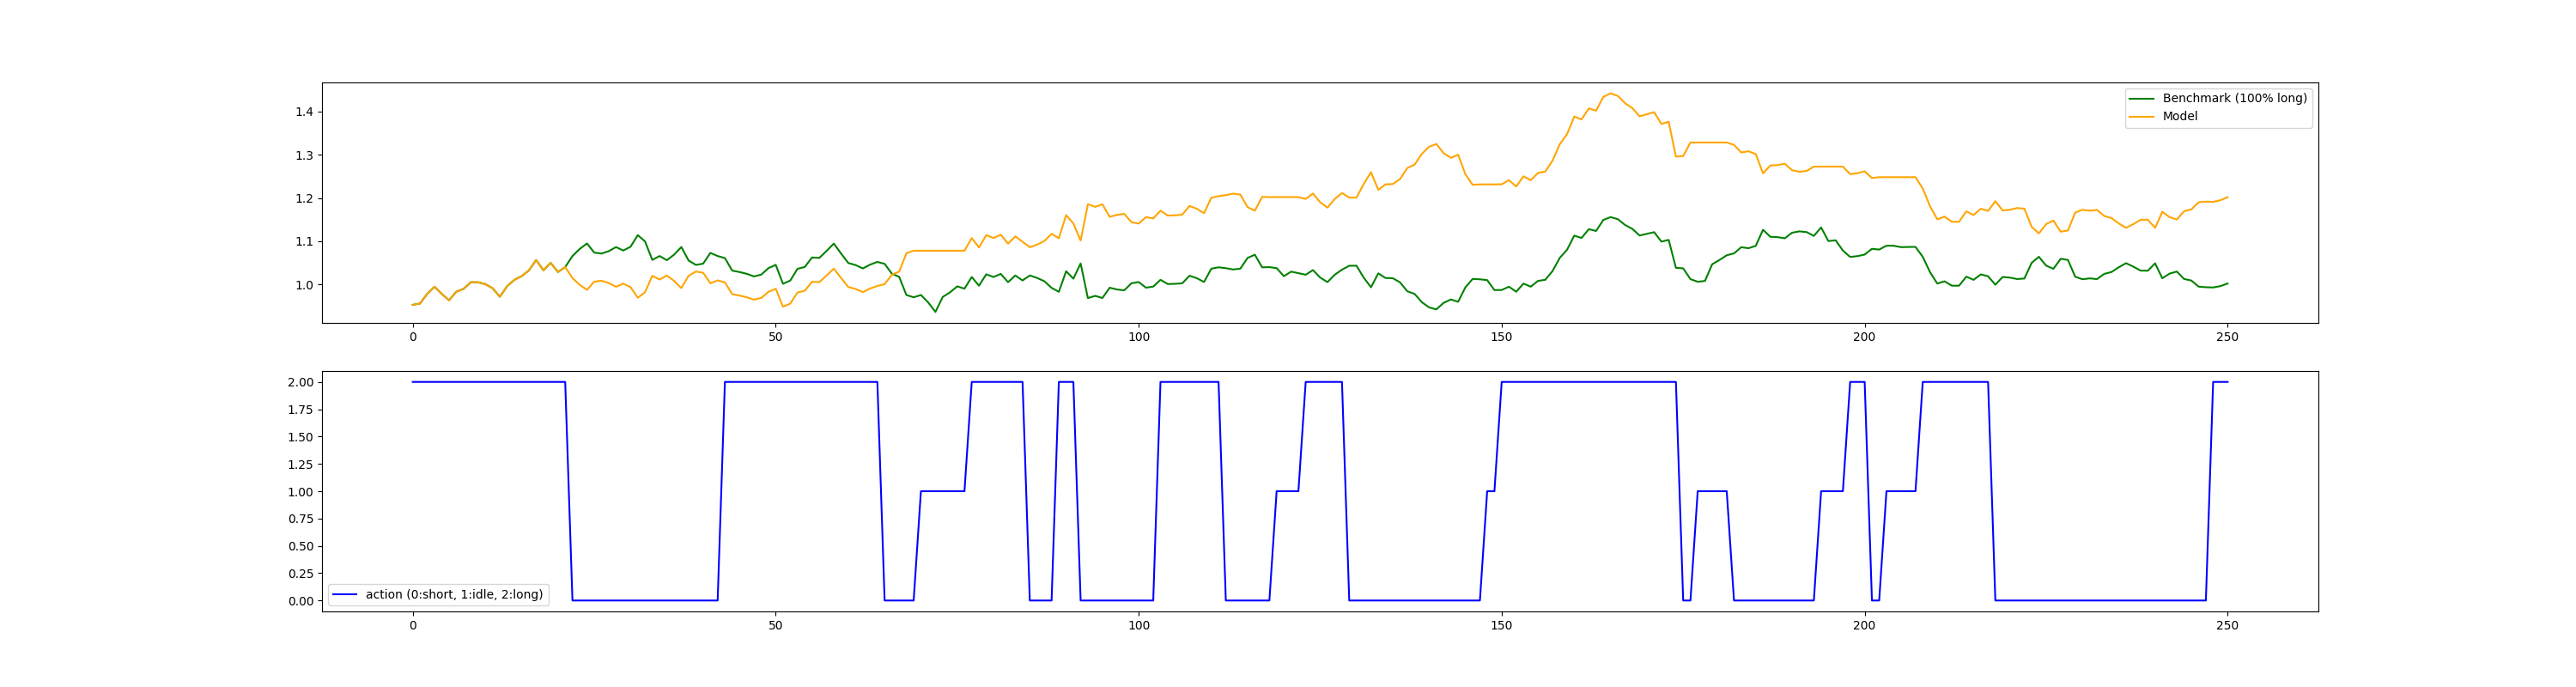 1.4
1.3
1.2
1.1
1.0
Benchmark (100% long)
Model
0 50 100 150 200 250
2.00
1.75
1.50
1.25
1.00
0.75
0.50
0.25
0.00
action (0:short, 1:idle, 2:long)
0 50 100 150 200 250